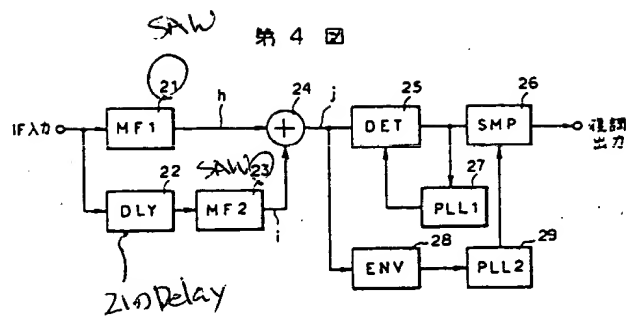 SAW
第 4 図
21
h
24
j
25
26
IF入力
MF1
+
DET
SMP
復調
出力
SAW
22
23
27
DLY
MF2
i
PLL1
28
29
ENV
PLL2
21のDelay